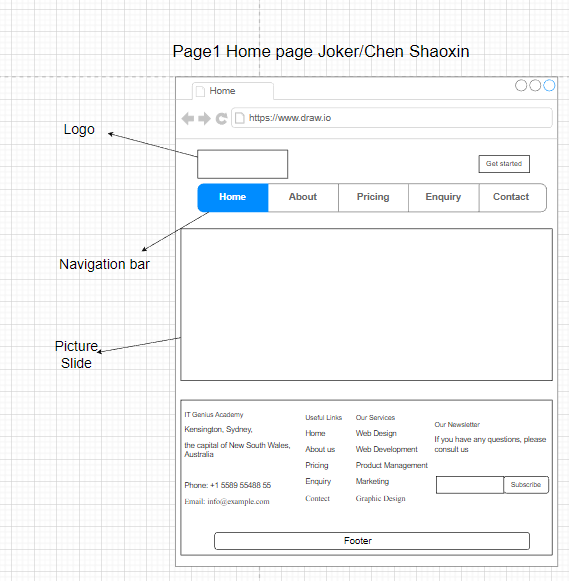 Page1 Home page Joker/Chen Shaoxin
Home
https://www.draw.io
Logo
Get started
Home About Pricing Enquiry Contact
Navigation bar
Picture
Slide
IT Genius Academy
Kensington, Sydney,
the capital of New South Wales,
Australia
Phone: +1 5589 55488 55
Email: info@example.com
Useful Links
Home
About us
Pricing
Enquiry
Contect
Our Services
Web Design
Web Development
Product Management
Marketing
Graphic Design
Our Newsletter
If you have any questions, please
consult us
Subscribe
Footer